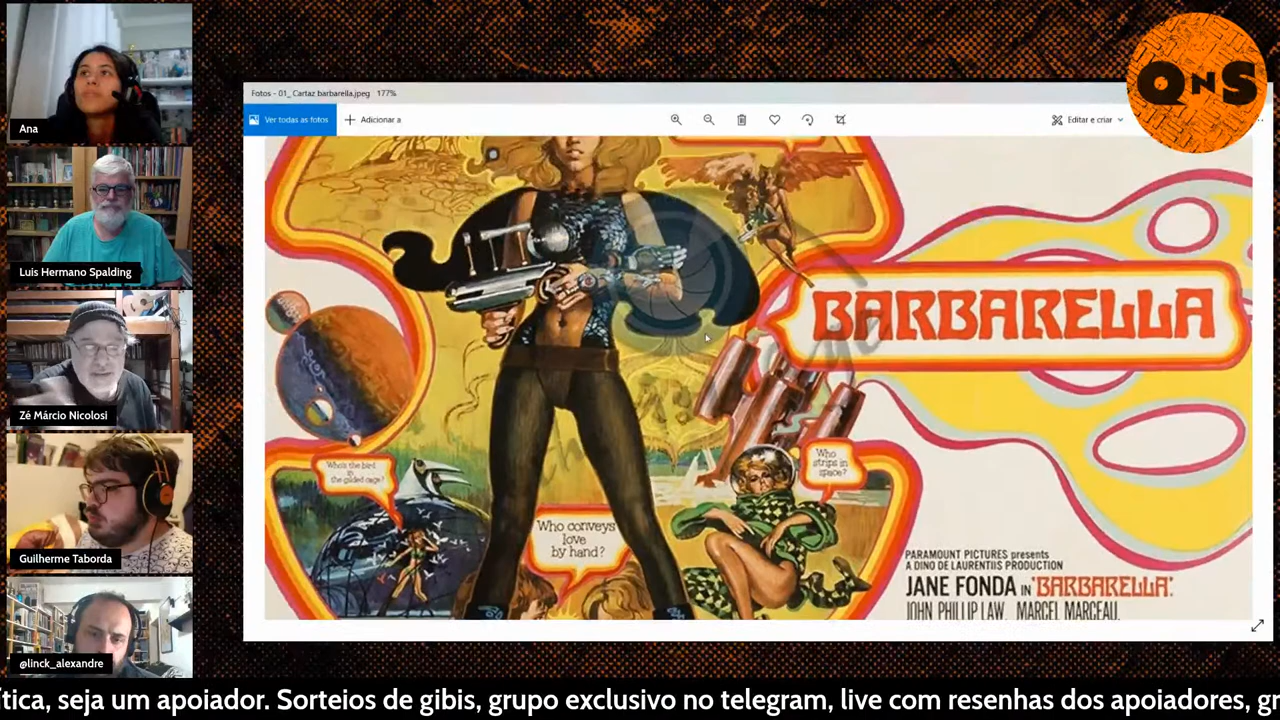 Ana
Luis Hermano Spalding
Zé Márcio Nicolosi
Guilherme Taborda
@linck_alexandre
Fotos - 01_ Cartaz barbarella.jpeg 177%
Ver todas as fotos
Adicionar a
Editar e criar
QNS
BARBARELLA
Who's the bird
in
the gilded cage?
Who
strips in
space?
Who conveys
love
by hand?
PARAMOUNT PICTURES presents
A DINO DE LAURENTIIS PRODUCTION
JANE FONDA IN "BARBARELLA".
JOHN PHILLIP LAW, MARCEL MARCEAU,
ítica, seja um apoiador. Sorteios de gibis, grupo exclusivo no telegram, live com resenhas dos apoiadores, gr